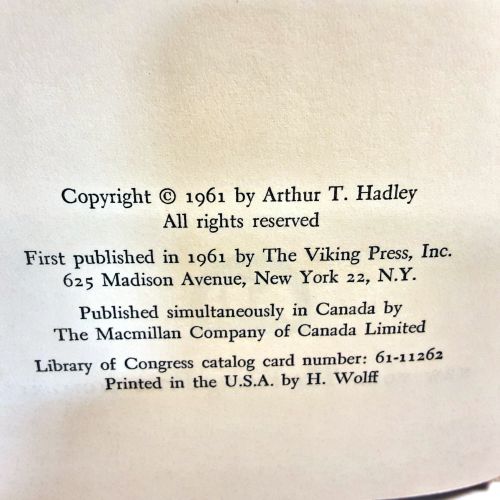 Copyright © 1961 by Arthur T. Hadley
All rights reserved
First published in 1961 by The Viking Press, Inc.
625 Madison Avenue, New York 22, N.Y.
Published simultaneously in Canada by
The Macmillan Company of Canada Limited
Library of Congress catalog card number: 61-11262
Printed in the U.S.A. by H. Wolff